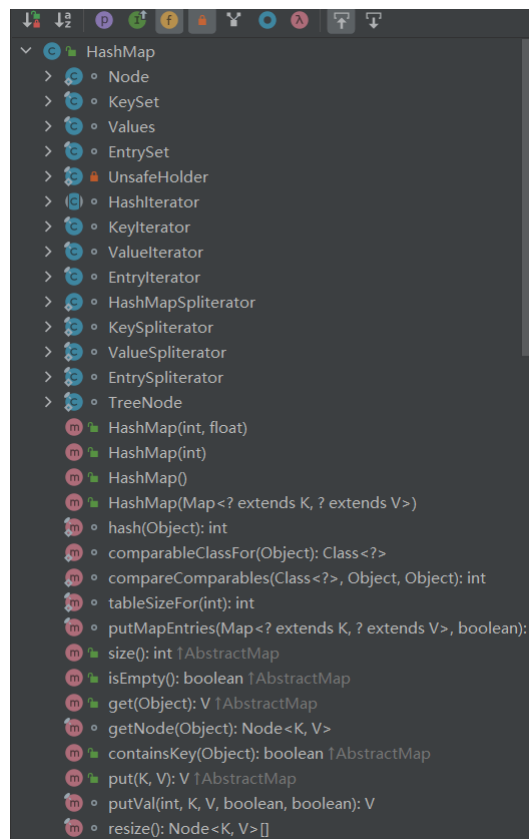 HashMap
Node
KeySet
Values
EntrySet
UnsafeHolder
HashIterator
KeyIterator
ValueIterator
EntryIterator
HashMapSpliterator
KeySpliterator
ValueSpliterator
EntrySpliterator
TreeNode
HashMap(int, float)
HashMap(int)
HashMap()
HashMap(Map<? extends K, ? extends V>)
hash(Object): int
comparableClassFor(Object): Class<?>
compareComparables(Class<?>, Object, Object): int
tableSizeFor(int): int
putMapEntries(Map<? extends K, ? extends V>, boolean):
size(): int ↑AbstractMap
isEmpty(): boolean ↑AbstractMap
get(Object): V ↑AbstractMap
getNode(Object): Node<K, V>
containsKey(Object): boolean ↑AbstractMap
put(K, V): V ↑AbstractMap
putVal(int, K, V, boolean, boolean): V
resize(): Node<K, V>[]